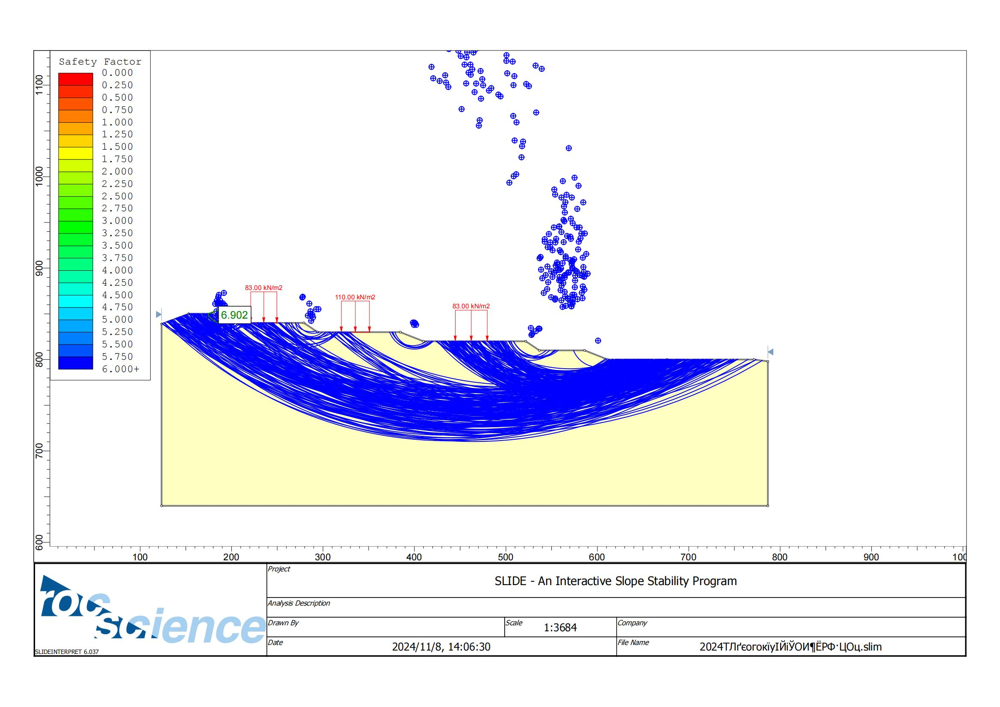 Safety Factor
0.000
0.250
0.500
0.750
1.000
1.250
1.500
1.750
2.000
2.250
2.500
2.750
3.000
3.250
3.500
3.750
4.000
4.250
4.500
4.750
5.000
5.250
5.500
5.750
6.000+
1100
1000
900
800
700
600
83.00 kN/m2
110.00 kN/m2
83.00 kN/m2
6.902
100
200
300
400
500
600
700
800
900
100
rocscience
SLIDEINTERPRET 6.037
Project
SLIDE - An Interactive Slope Stability Program
Analysis Description
Drawn By
Scale
1:3684
Company
Date
2024/11/8, 14:06:30
File Name
2024ТЛґєогокїуІЙіЎОИ¶ЁРФ·ЦОц.slim